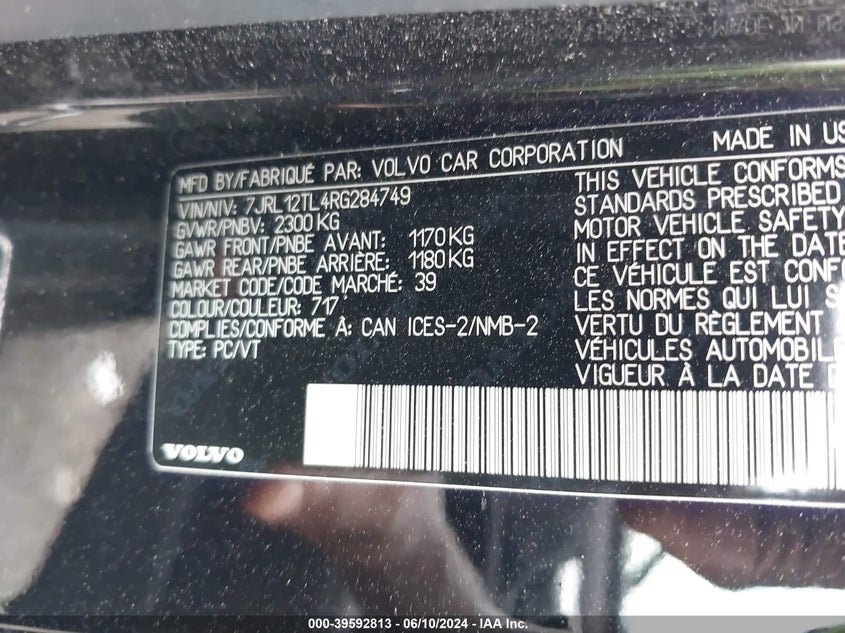 MFD BY/FABRIQUÉ PAR: VOLVO CAR CORPORATION MADE IN US
VIN/NIV: 7JRL12TL4RG284749
GVWR/PNBV: 2300 KG
GAWR FRONT/PNBE AVANT: 1170 KG
GAWR REAR/PNBE ARRIÈRE: 1180 KG
MARKET CODE/CODE MARCHÉ: 39
COLOUR/COULEUR: 717
COMPLIES/CONFORME À: CAN ICES-2/NMB-2
TYPE: PC/VT
THIS VEHICLE CONFORMS
STANDARDS PRESCRIBED
MOTOR VEHICLE SAFETY
IN EFFECT ON THE DATE
CE VÉHICULE EST CONF
LES NORMES QUI LUI S
VERTU DU RÈGLEMENT
VÉHICULES AUTOMOBILE
VIGUEUR À LA DATE
VOLVO
000-39592813 - 06/10/2024 - IAA Inc.